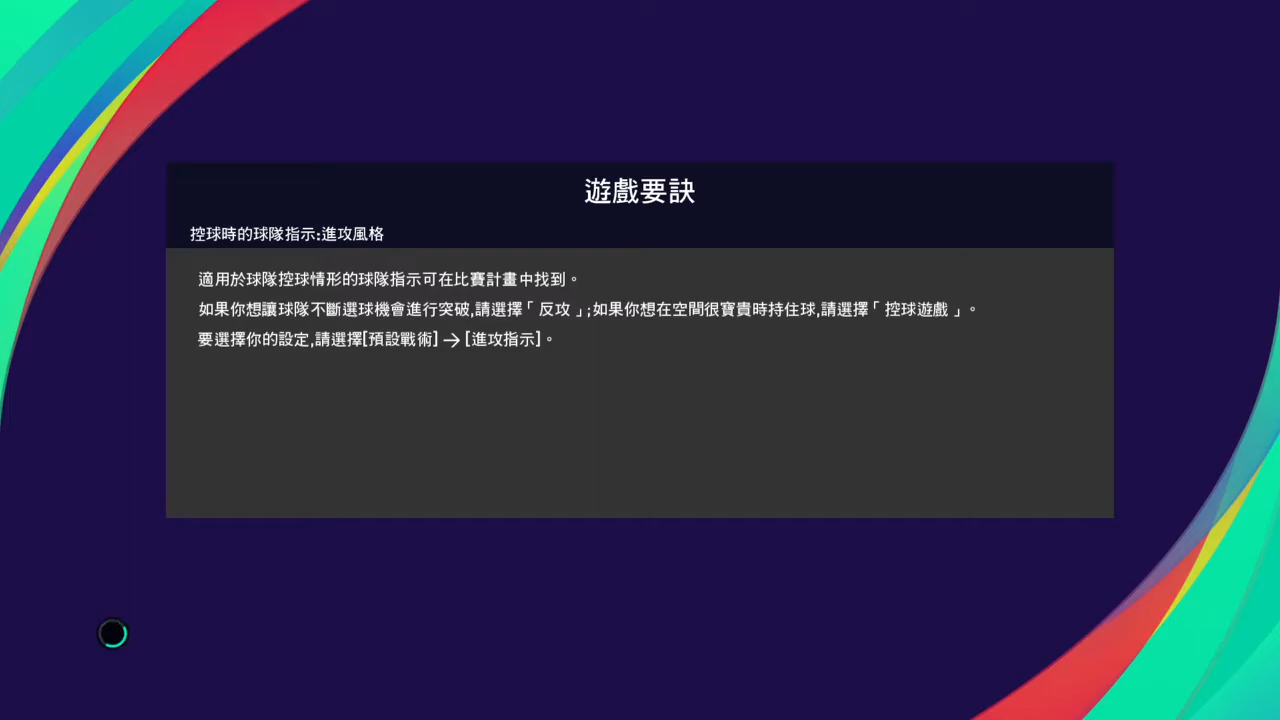 遊戲要訣
控球時的球隊指示:進攻風格
適用於球隊控球情形的球隊指示可在比賽計畫中找到。
如果你想讓球隊不斷選球機會進行突破,請選擇「反攻」;如果你想在空間很寶貴時持住球,請選擇「控球遊戲」。
要選擇你的設定,請選擇[預設戰術]→[進攻指示]。